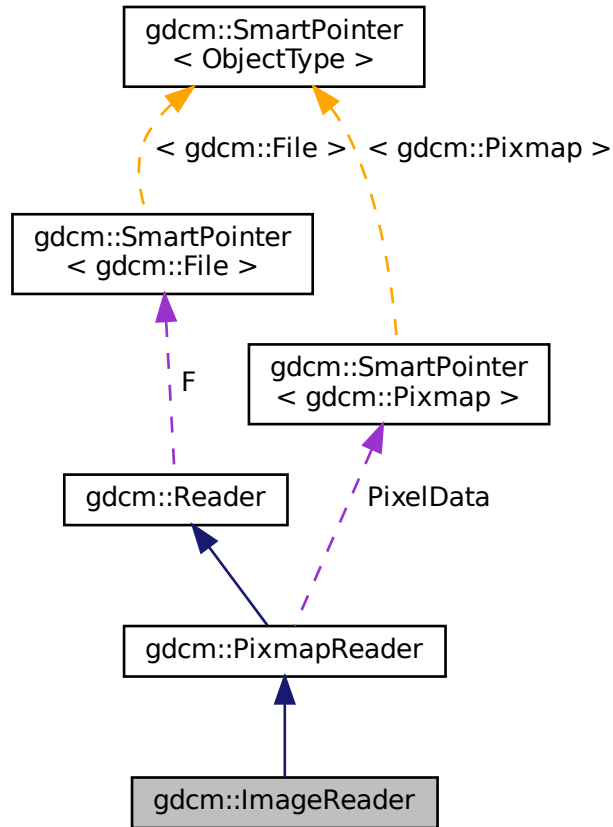 gdcm::SmartPointer
< ObjectType >
< gdcm::File >
< gdcm::Pixmap >
gdcm::SmartPointer
< gdcm::File >
gdcm::SmartPointer
< gdcm::Pixmap >
F
gdcm::Reader
PixelData
gdcm::PixmapReader
gdcm::ImageReader